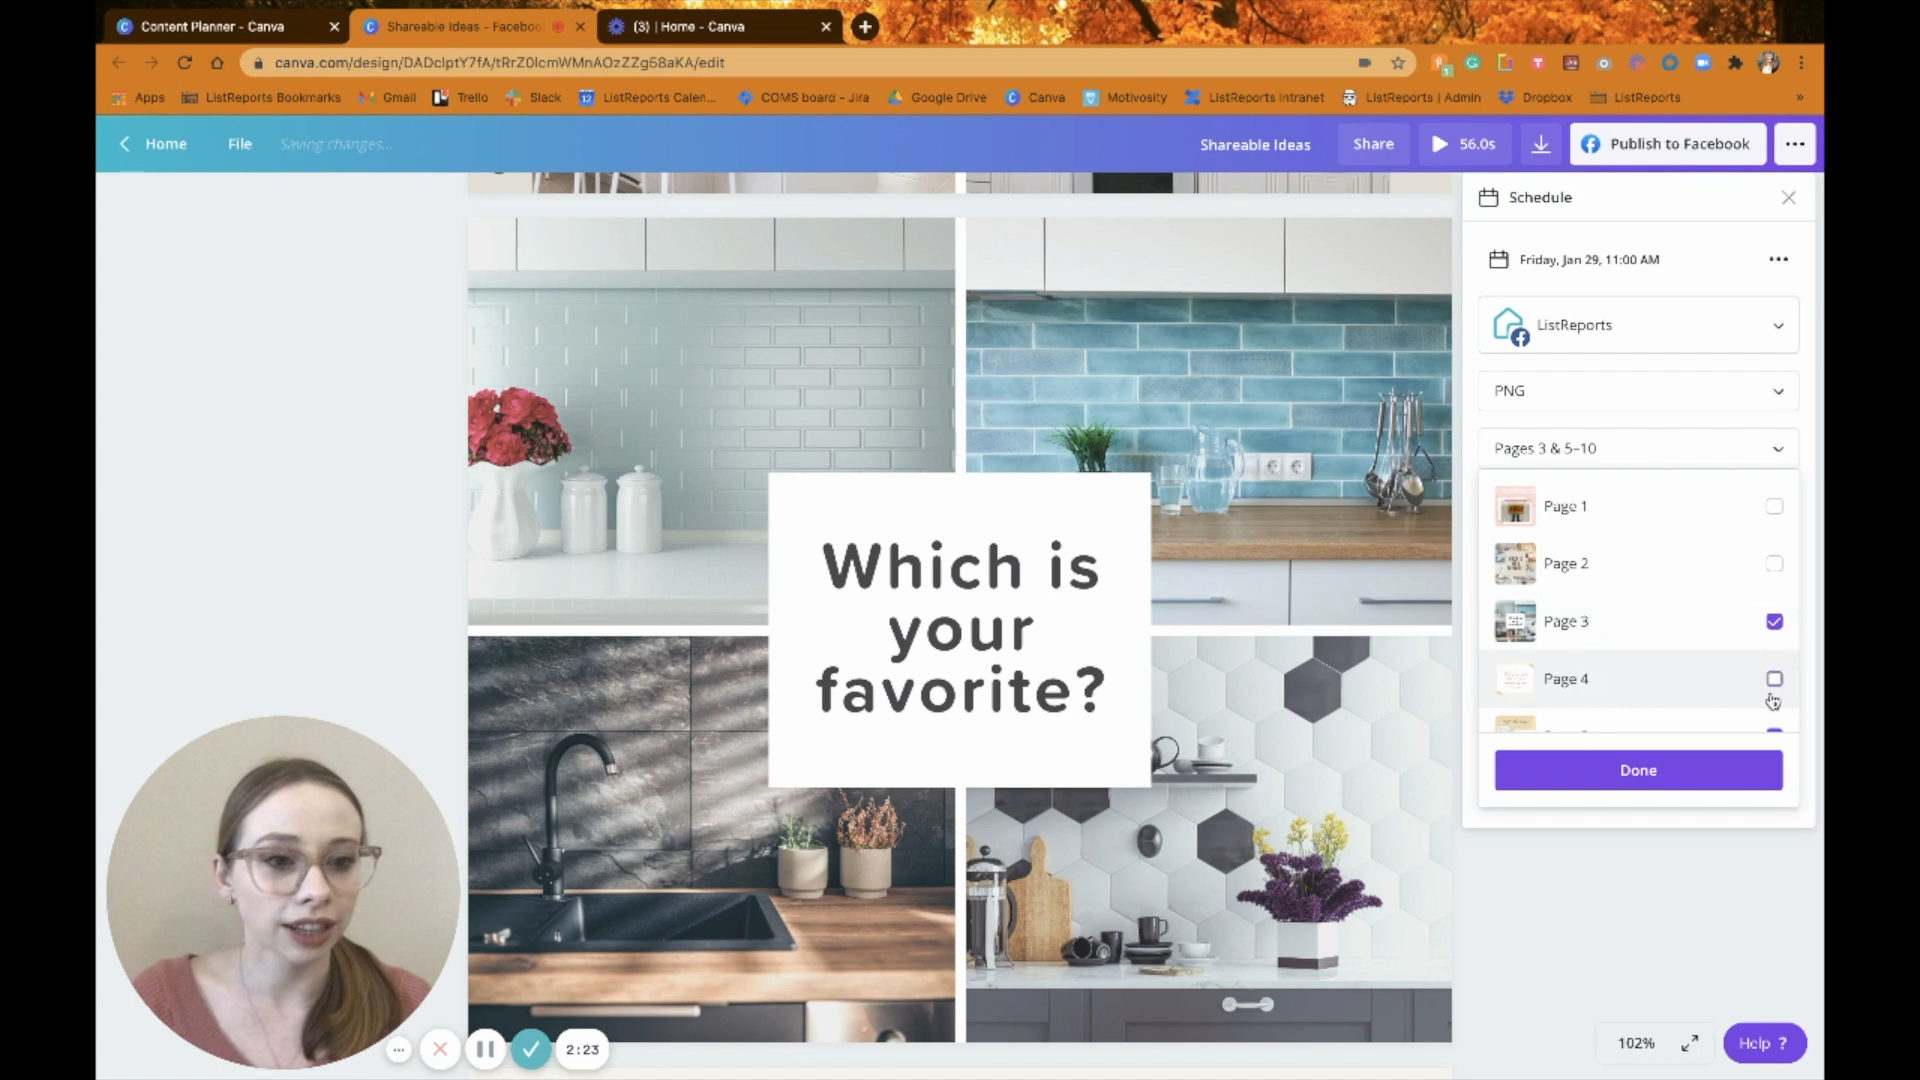 Content Planner - Canva
Shareable Ideas - Facebook
(3) | Home - Canva
canva.com/design/DADclptY7fA/tRrZ0lcmWMnAOzZZg58aKA/edit
Apps
ListReports Bookmarks
Gmail
Trello
Slack
ListReports Calen...
COMS board - Jira
Google Drive
Canva
Motivosity
ListReports Intranet
ListReports | Admin
Dropbox
ListReports
»
Home
File
Saving changes...
Shareable Ideas
Share
56.0s
Publish to Facebook
Schedule
Friday, Jan 29, 11:00 AM
ListReports
PNG
Pages 3 & 5-10
Page 1
Page 2
Page 3
Page 4
Done
Which is
your
favorite?
2:23
102%
Help ?